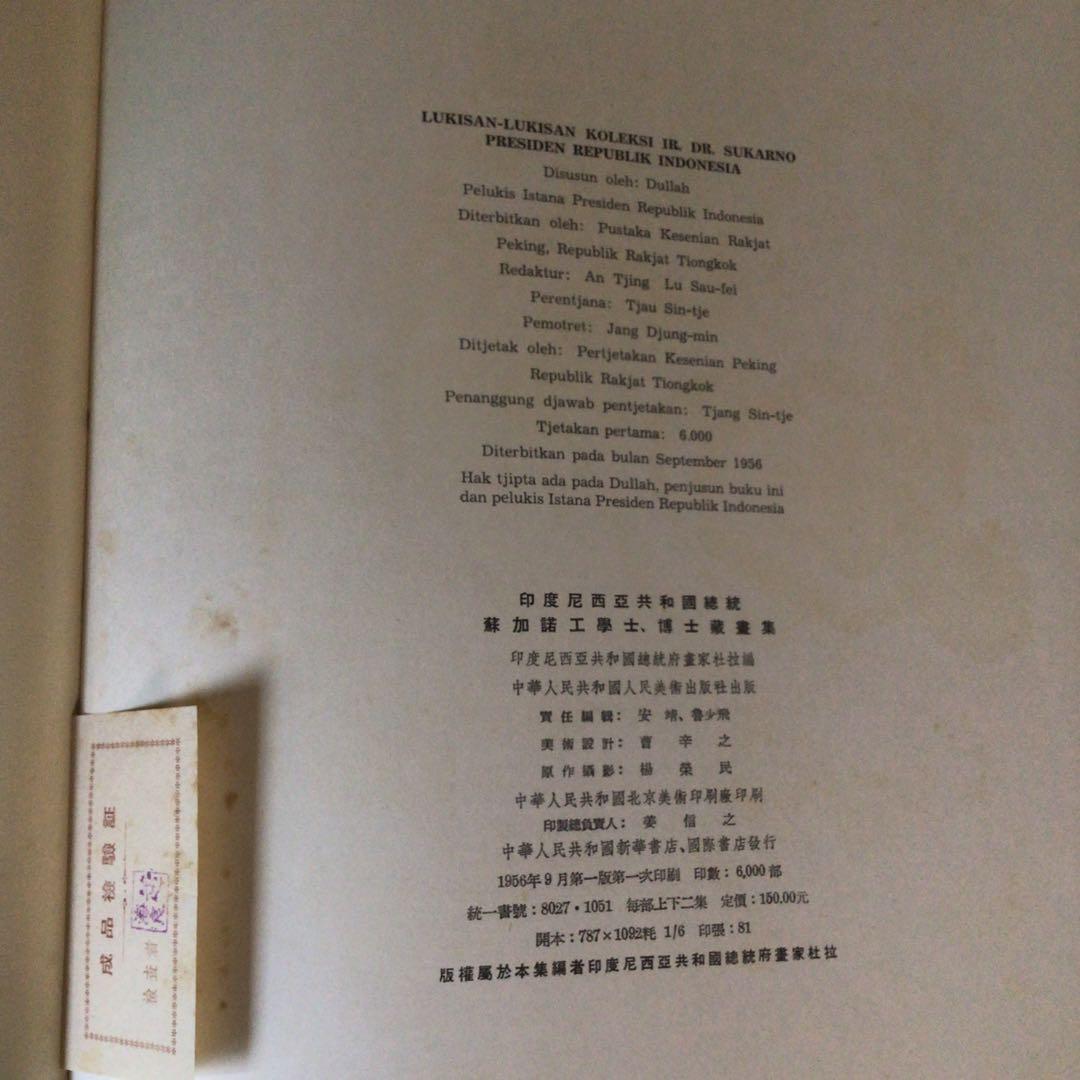 LUKISAN-LUKISAN KOLEKSI IR. DR. SUKARNO
PRESIDEN REPUBLIK INDONESIA
Disusun oleh: Dullah
Pelukis Istana Presiden Republik Indonesia
Diterbitkan oleh: Pustaka Kesenian Rakjat
Peking, Republik Rakjat Tiongkok
Redaktur: An Tjing Lu Sau-fei
Perentjana: Tjau Sin-tje
Pemotret: Jang Djung-min
Ditjetak oleh: Pertjetakan Kesenian Peking
Republik Rakjat Tiongkok
Penanggung djawab pentjetakan: Tjang Sin-tje
Tjetakan pertama: 6.000
Diterbitkan pada bulan September 1956
Hak tjipta ada pada Dullah, penjusun buku ini
dan pelukis Istana Presiden Republik Indonesia
印度尼西亞共和國總統
蘇加諾工學士、博士藏畫集
印度尼西亞共和國總統府畫家杜拉編
中華人民共和國人民美術出版社出版
責任編輯：安靖、魯少飛
美術設計：曹辛之
原作攝影：楊榮民
中華人民共和國北京美術印刷廠印刷
印製總負責人：姜信之
中華人民共和國新華書店、國際書店發行
1956年9月第一版第一次印刷 印數：6,000部
統一書號：8027·1051 每部上下二集 定價：150.00元
開本：787×1092耗 1/6 印張：81
版權屬於本集編者印度尼西亞共和國總統府畫家杜拉
成品檢驗証
檢查者